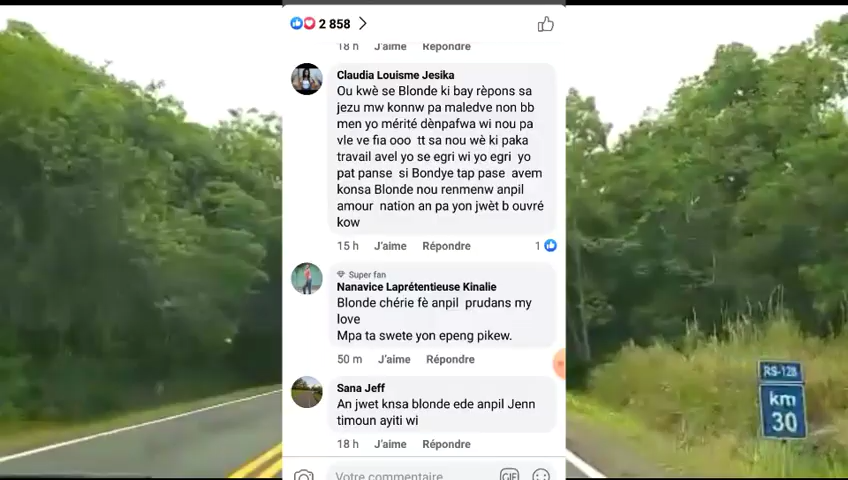 2 858
18 h J'aime Répondre
Claudia Louisme Jesika
Ou kwè se Blonde ki bay rèpons sa
jezu mw konnw pa maledve non bb
men yo mérité dènpafwa wi nou pa
vle ve fia ooo tt sa nou wè ki paka
travail avel yo se egri wi yo egri yo
pat panse si Bondye tap pase avem
konsa Blonde nou renmenw anpil
amour nation an pa yon jwèt b ouvré
kow
15 h J'aime Répondre 1
Super fan
Nanavice Laprétentieuse Kinalie
Blonde chérie fè anpil prudans my
love
Mpa ta swete yon epeng pikew.
50 m J'aime Répondre
Sana Jeff
An jwet knsa blonde ede anpil Jenn
timoun ayiti wi
18 h J'aime Répondre
Votre commentaire
GIF
RS-128
km
30